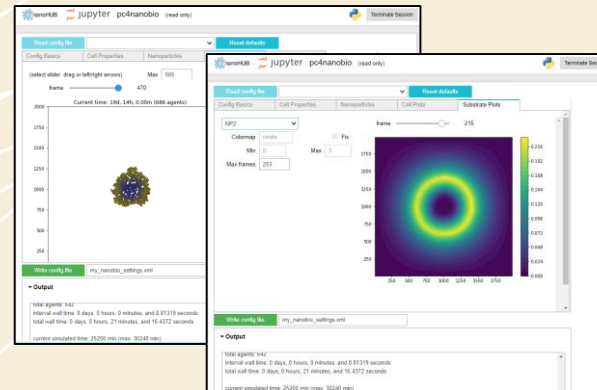 nanoHUB jupyter pc4nanobio (read only)
Terminate Session
Read config file
Reset defaults
Config Basics
Cell Properties
Nanoparticles
(select slider: drag or left/right arrows)
Max 505
frame
470
Current time: 19d, 14h, 0.00m (686 agents)
2000
1750
1500
1250
1000
750
500
250
Write config file
my_nanobio_settings.xml
Output
total agents: 642
interval wall time: 0 days, 0 hours, 0 minutes, and 8.81319 seconds
total wall time: 0 days, 0 hours, 21 minutes, and 16.4372 seconds
current simulated time: 25200 min (max: 30240 min)
nanoHUB jupyter pc4nanobio (read only)
Terminate Sess
Read config file
Reset defaults
Config Basics
Cell Properties
Nanoparticles
Cell Plots
Substrate Plots
NP2
frame
215
Colormap
viridis
Fix
Min 0
Max 0
Max frames 253
1750
1500
1250
1000
750
500
250
250 500 750 1000 1250 1500 1750
0.216
0.192
0.168
0.144
0.120
0.096
0.072
0.048
0.024
0.000
Write config file
my_nanobio_settings.xml
Output
total agents: 642
interval wall time: 0 days, 0 hours, 0 minutes, and 8.81319 seconds
total wall time: 0 days, 0 hours, 21 minutes, and 16.4372 seconds
current simulated time: 25200 min (max: 30240 min)